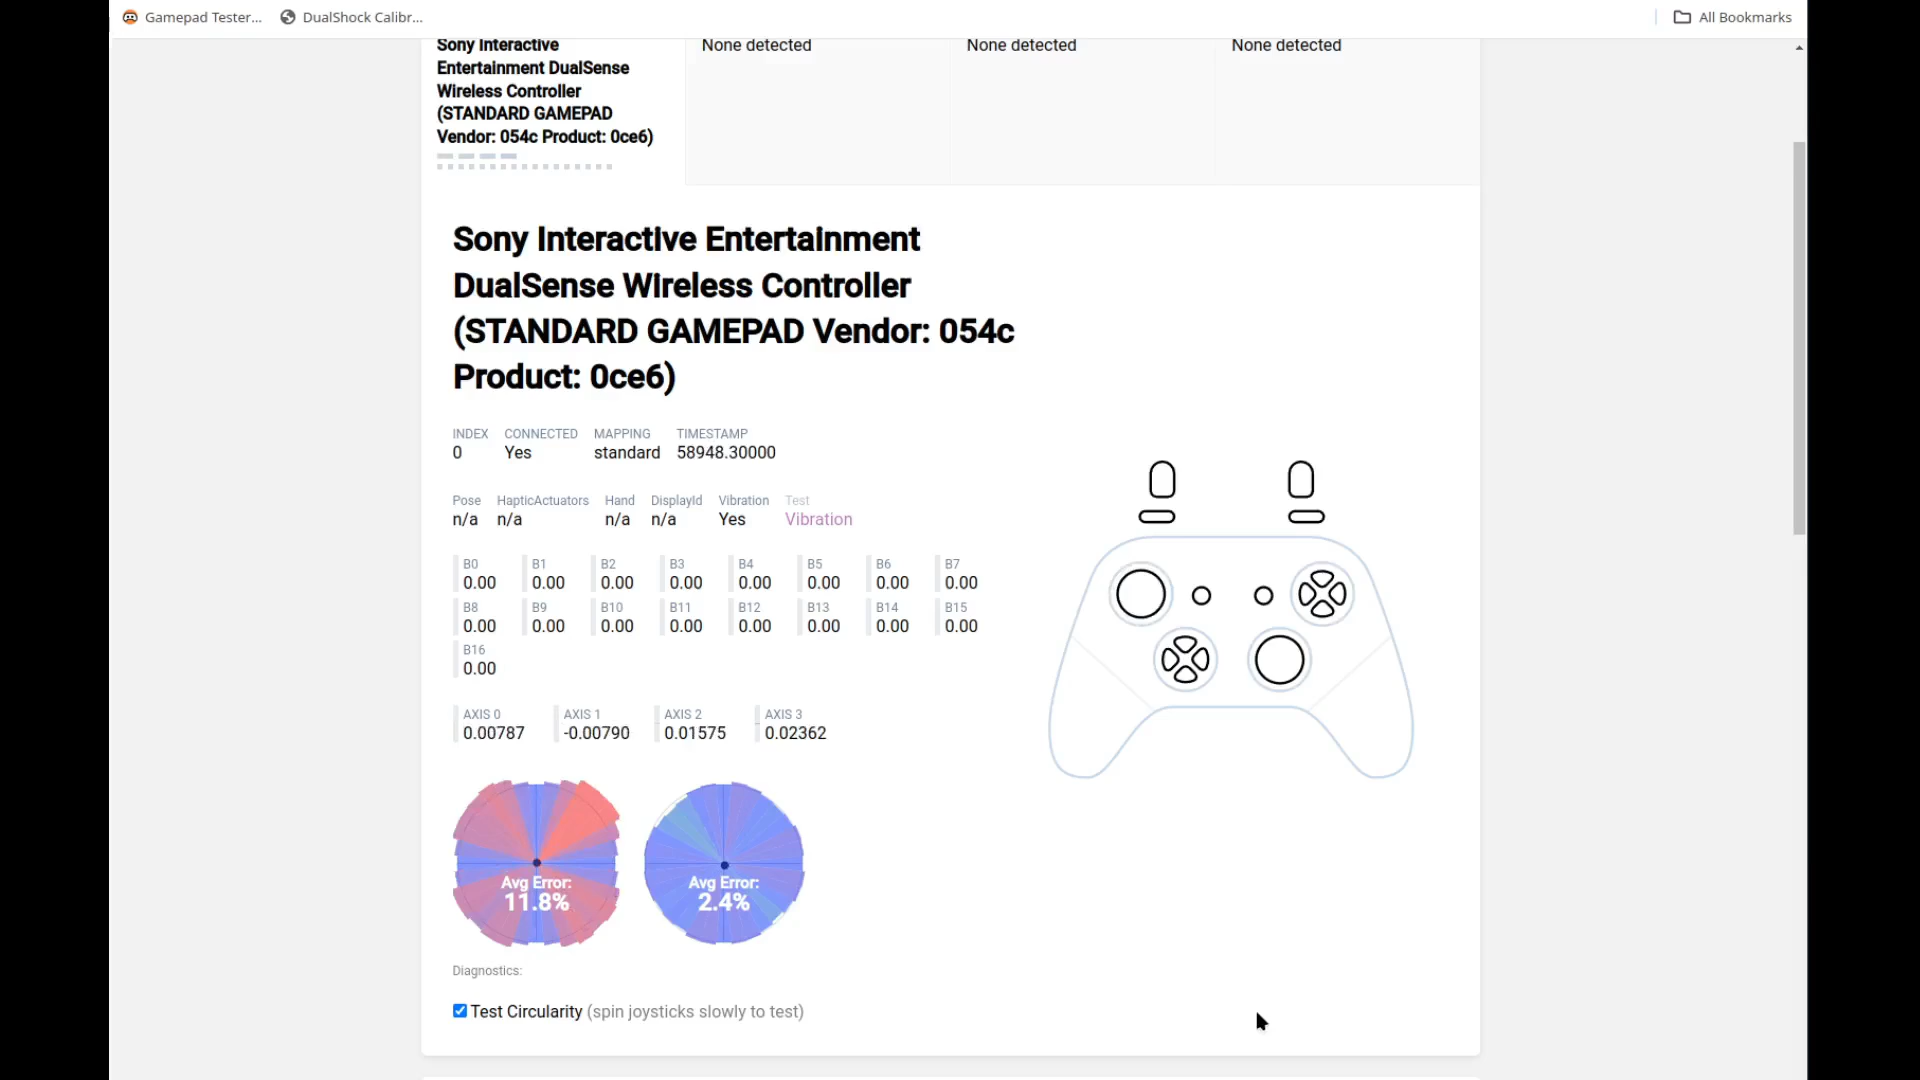 Gamepad Tester... DualShock Calibr... All Bookmarks
Sony Interactive
Entertainment DualSense
Wireless Controller
(STANDARD GAMEPAD
Vendor: 054c Product: 0ce6)
None detected None detected None detected
Sony Interactive Entertainment
DualSense Wireless Controller
(STANDARD GAMEPAD Vendor: 054c
Product: 0ce6)
INDEX CONNECTED MAPPING TIMESTAMP
0 Yes standard 58948.30000
Pose HapticActuators Hand DisplayId Vibration Test
n/a n/a n/a n/a Yes Vibration
B0 B1 B2 B3 B4 B5 B6 B7
0.00 0.00 0.00 0.00 0.00 0.00 0.00 0.00
B8 B9 B10 B11 B12 B13 B14 B15
0.00 0.00 0.00 0.00 0.00 0.00 0.00 0.00
B16
0.00
AXIS 0 AXIS 1 AXIS 2 AXIS 3
0.00787 -0.00790 0.01575 0.02362
Avg Error: Avg Error:
11.8% 2.4%
Diagnostics:
Test Circularity (spin joysticks slowly to test)